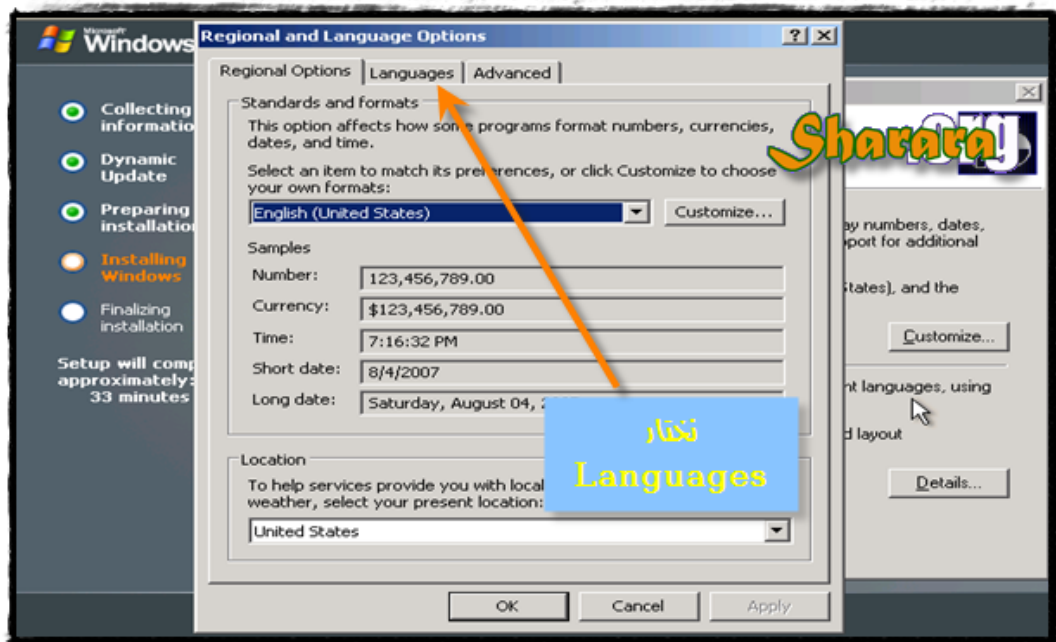 Microsoft
Windows
Regional and Language Options
Regional Options
Languages
Advanced
Collecting
informatio
Dynamic
Update
Preparing
installatio
Installing
Windows
Finalizing
installation
Setup will comp
approximately:
33 minutes
Standards and formats
This option affects how some programs format numbers, currencies,
dates, and time.
Select an item to match its preferences, or click Customize to choose
your own formats:
English (United States)
Customize...
Samples
Number:
123,456,789.00
Currency:
$123,456,789.00
Time:
7:16:32 PM
Short date:
8/4/2007
Long date:
Saturday, August 04,
Location
To help services provide you with local
weather, select your present location:
United States
OK
Cancel
Apply
نختار
Languages
Sharara
Org
ay numbers, dates,
pport for additional
States), and the
Customize...
nt languages, using
d layout
Details...